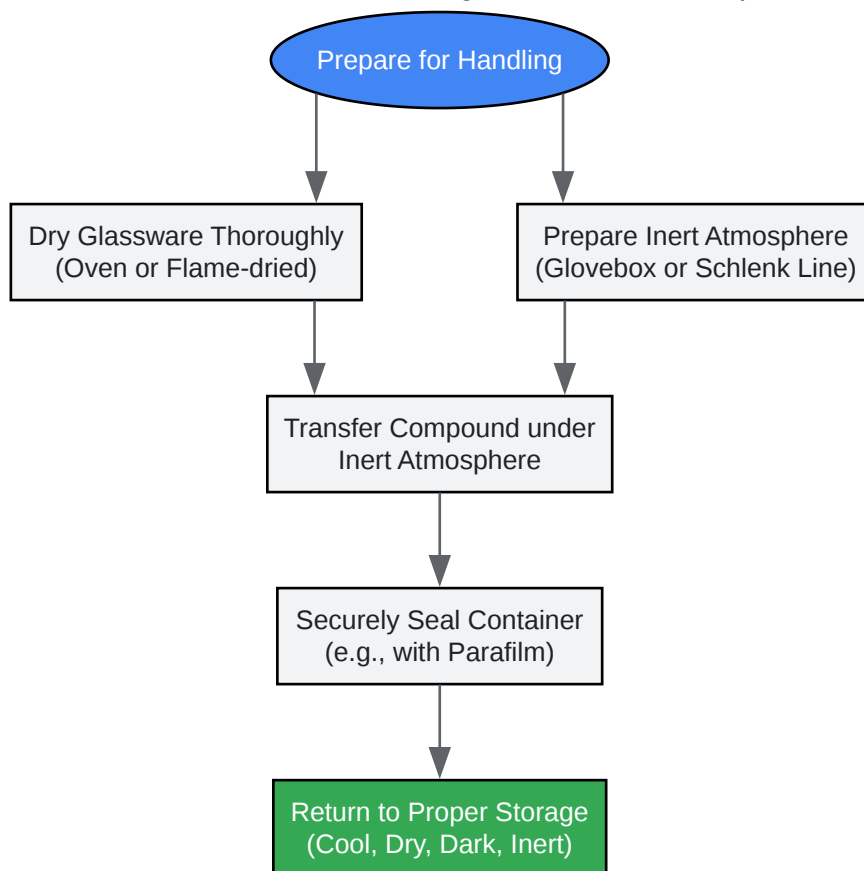 Prepare for Handling
Dry Glassware Thoroughly
(Oven or Flame-dried)
Prepare Inert Atmosphere
(Glovebox or Schlenk Line)
Transfer Compound under
Inert Atmosphere
Securely Seal Container
(e.g., with Parafilm)
Return to Proper Storage
(Cool, Dry, Dark, Inert)